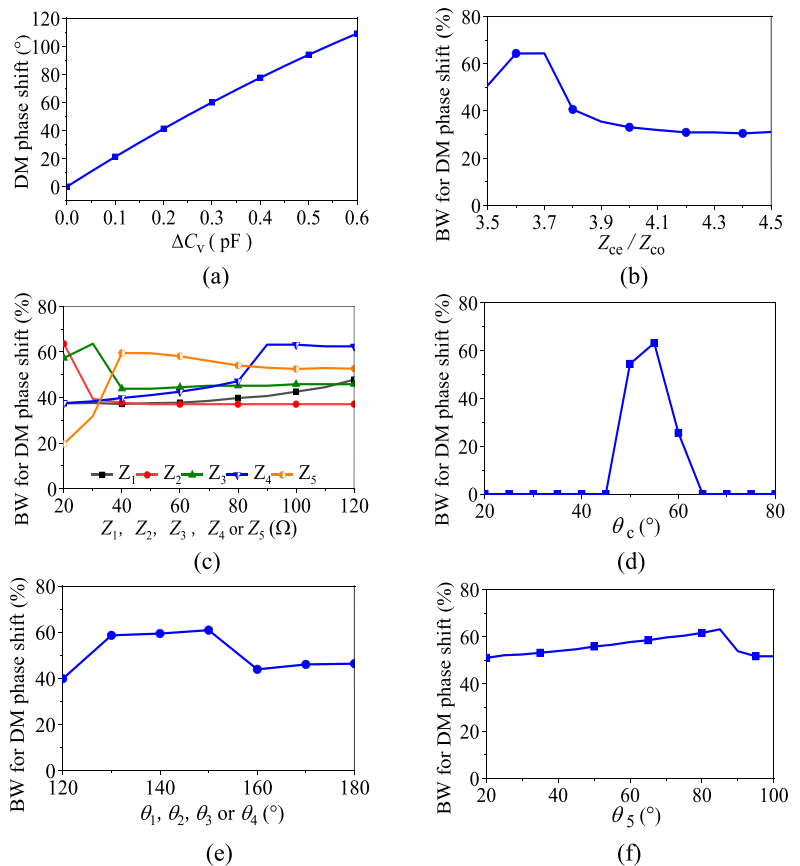 120
100
80
60
40
20
0
DM phase shift (°)
0.0 0.1 0.2 0.3 0.4 0.5 0.6
ΔCv ( pF )
(a)
80
60
40
20
0
BW for DM phase shift (%)
3.5 3.7 3.9 4.1 4.3 4.5
Zce / Zco
(b)
80
60
40
20
0
BW for DM phase shift (%)
Z1 Z2 Z3 Z4 Z5
20 40 60 80 100 120
Z1, Z2, Z3, Z4 or Z5 (Ω)
(c)
80
60
40
20
0
BW for DM phase shift (%)
20 40 60 80
θc (°)
(d)
80
60
40
20
0
BW for DM phase shift (%)
120 140 160 180
θ1, θ2, θ3 or θ4 (°)
(e)
80
60
40
20
0
BW for DM phase shift (%)
20 40 60 80 100
θ5 (°)
(f)